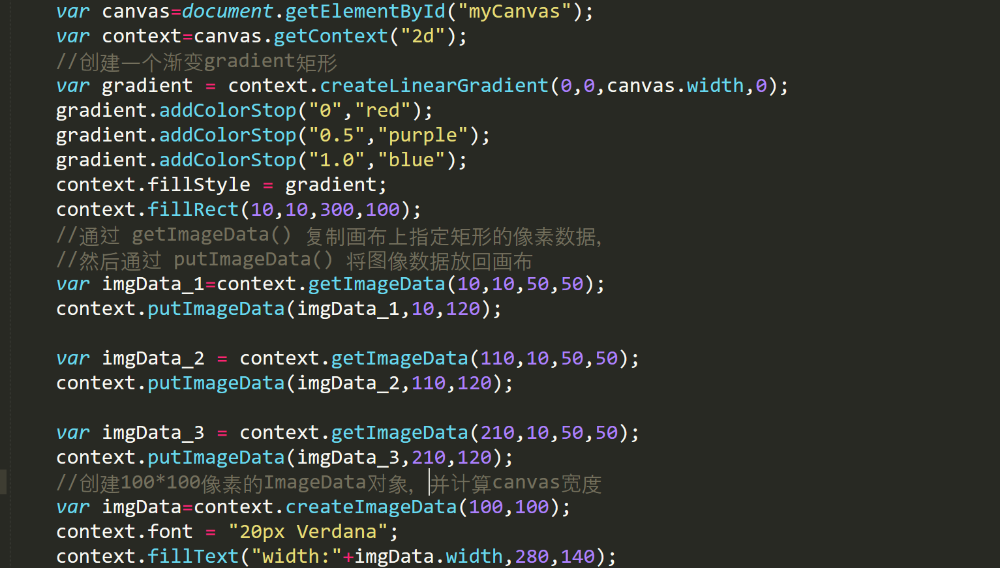 var canvas=document.getElementById("myCanvas");
var context=canvas.getContext("2d");
//创建一个渐变gradient矩形
var gradient = context.createLinearGradient(0,0,canvas.width,0);
gradient.addColorStop("0","red");
gradient.addColorStop("0.5","purple");
gradient.addColorStop("1.0","blue");
context.fillStyle = gradient;
context.fillRect(10,10,300,100);
//通过 getImageData() 复制画布上指定矩形的像素数据，
//然后通过 putImageData() 将图像数据放回画布
var imgData_1=context.getImageData(10,10,50,50);
context.putImageData(imgData_1,10,120);
var imgData_2 = context.getImageData(110,10,50,50);
context.putImageData(imgData_2,110,120);
var imgData_3 = context.getImageData(210,10,50,50);
context.putImageData(imgData_3,210,120);
//创建100*100像素的ImageData对象，并计算canvas宽度
var imgData=context.createImageData(100,100);
context.font = "20px Verdana";
context.fillText("width:"+imgData.width,280,140);